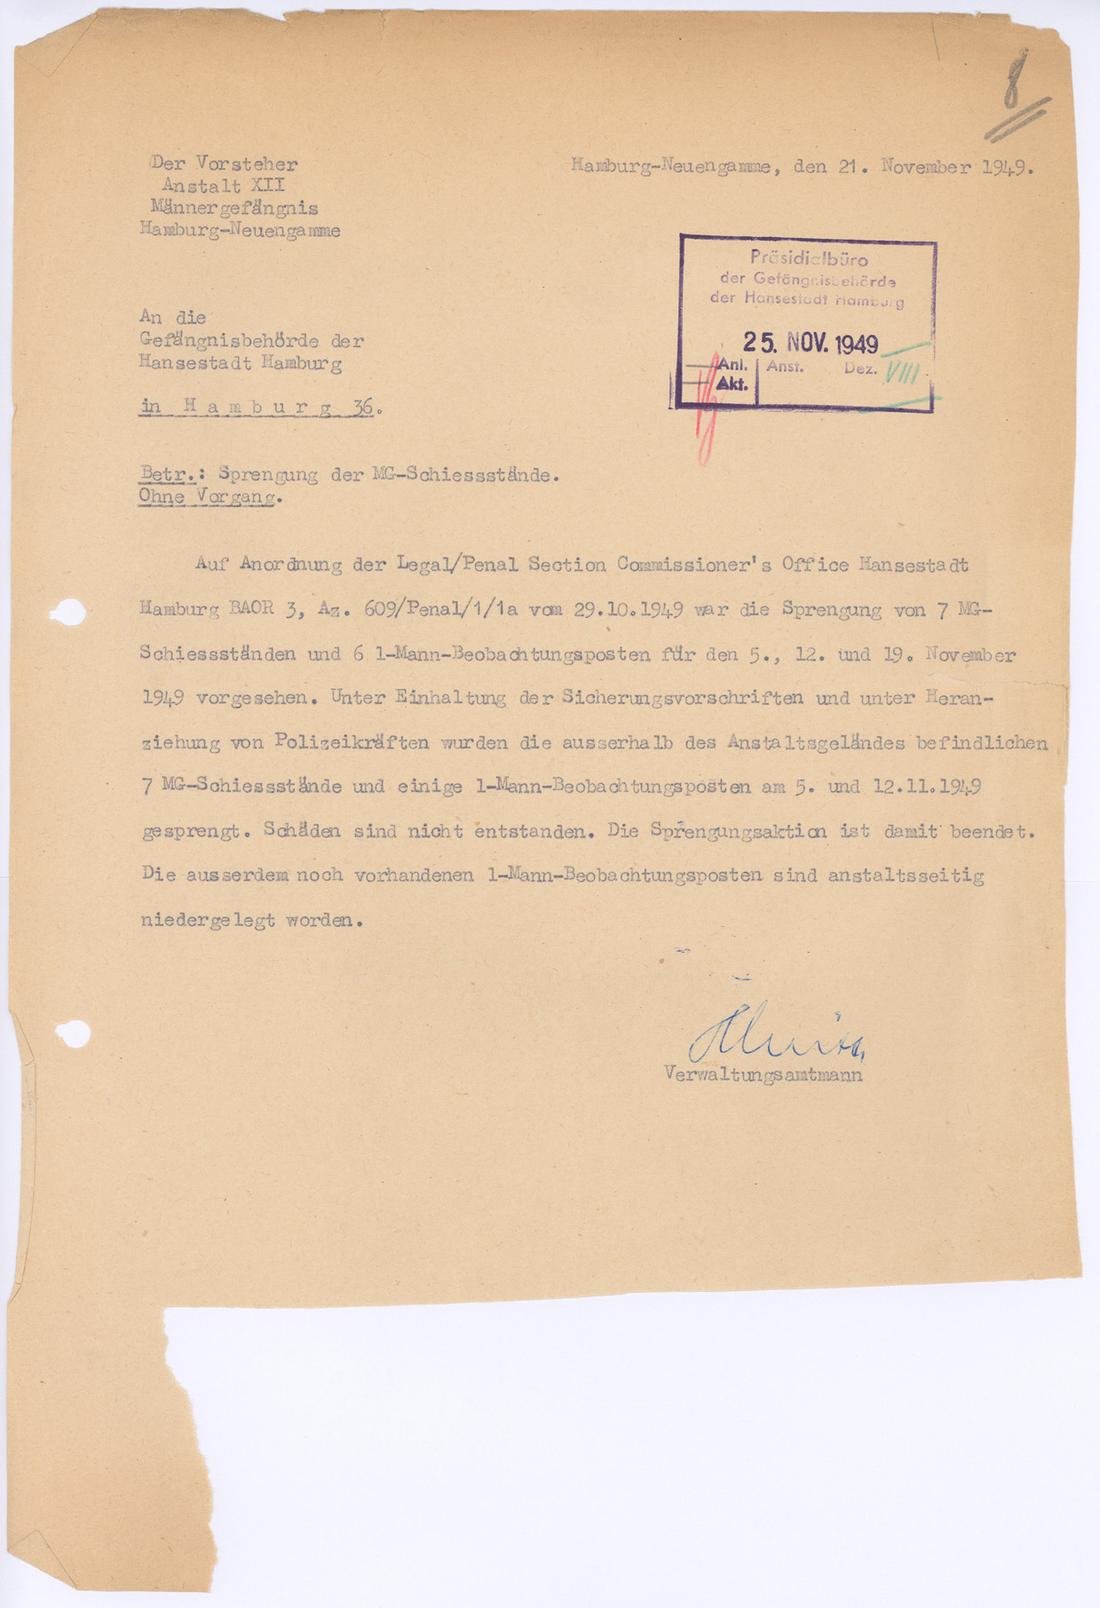 8
Der Vorsteher
Anstalt XII
Männergefängnis
Hamburg-Neuengamme
Hamburg-Neuengamme, den 21. November 1949.
Präsidialbüro
der Gefängnisbehörde
der Hansestadt Hamburg
25. NOV. 1949
Anl. Anst. Dez. VIII
Akt.
An die
Gefängnisbehörde der
Hansestadt Hamburg
in Hamburg 36.
Betr.: Sprengung der MG-Schiessstände.
Ohne Vorgang.
Auf Anordnung der Legal/Penal Section Commissioner's Office Hansestadt
Hamburg BAOR 3, Az. 609/Penal/1/1a vom 29.10.1949 war die Sprengung von 7 MG-
Schiessständen und 6 1-Mann-Beobachtungsposten für den 5., 12. und 19. November
1949 vorgesehen. Unter Einhaltung der Sicherungsvorschriften und unter Heran-
ziehung von Polizeikräften wurden die ausserhalb des Anstaltsgeländes befindlichen
7 MG-Schiessstände und einige 1-Mann-Beobachtungsposten am 5. und 12.11.1949
gesprengt. Schäden sind nicht entstanden. Die Sprengungsaktion ist damit beendet.
Die ausserdem noch vorhandenen 1-Mann-Beobachtungsposten sind anstaltsseitig
niedergelegt worden.
Verwaltungsamtmann